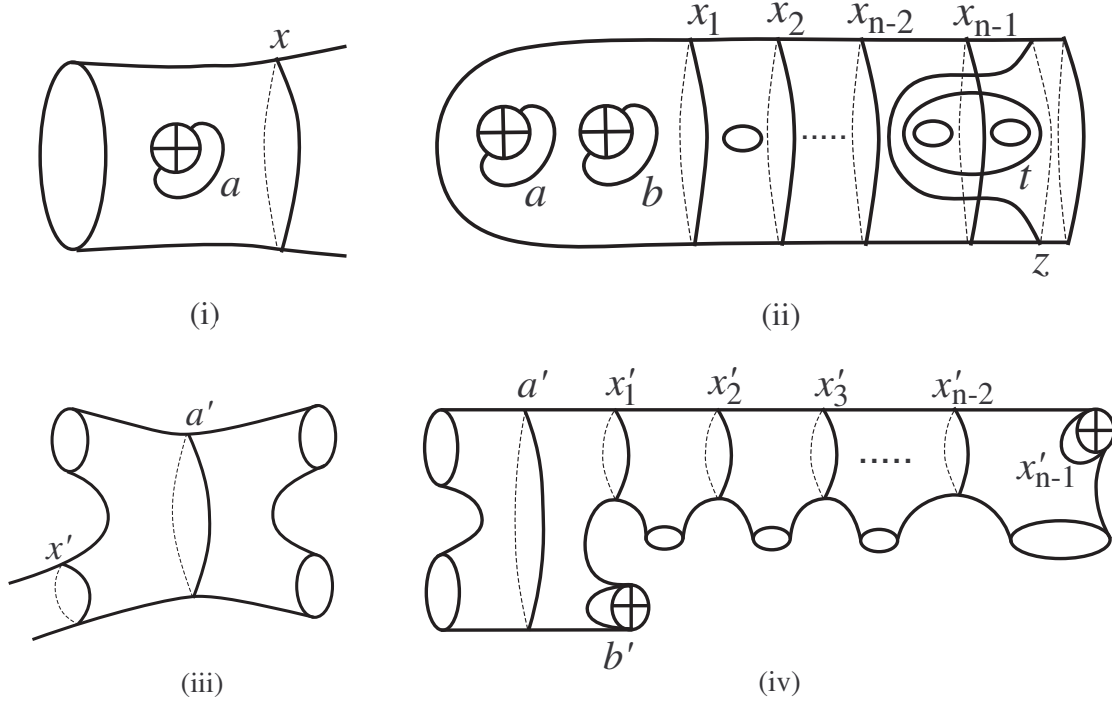 x
a
(i)
x₁ x₂ xₙ₋₂ xₙ₋₁
a b ..... t
z
(ii)
a′
x′
(iii)
a′ x′₁ x′₂ x′₃ x′ₙ₋₂
..... x′ₙ₋₁
b′
(iv)